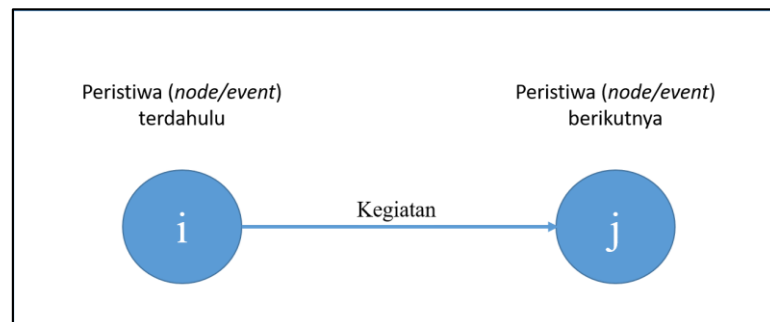 Peristiwa (node/event)
terdahulu
Peristiwa (node/event)
berikutnya
i
Kegiatan
j